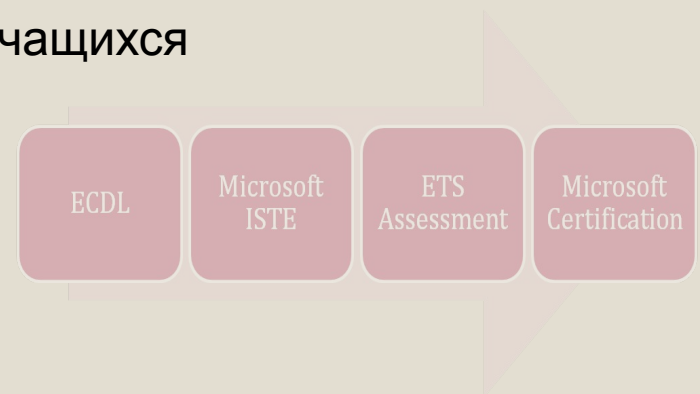 чащихся
ECDL
Microsoft
ISTE
ETS
Assessment
Microsoft
Certification